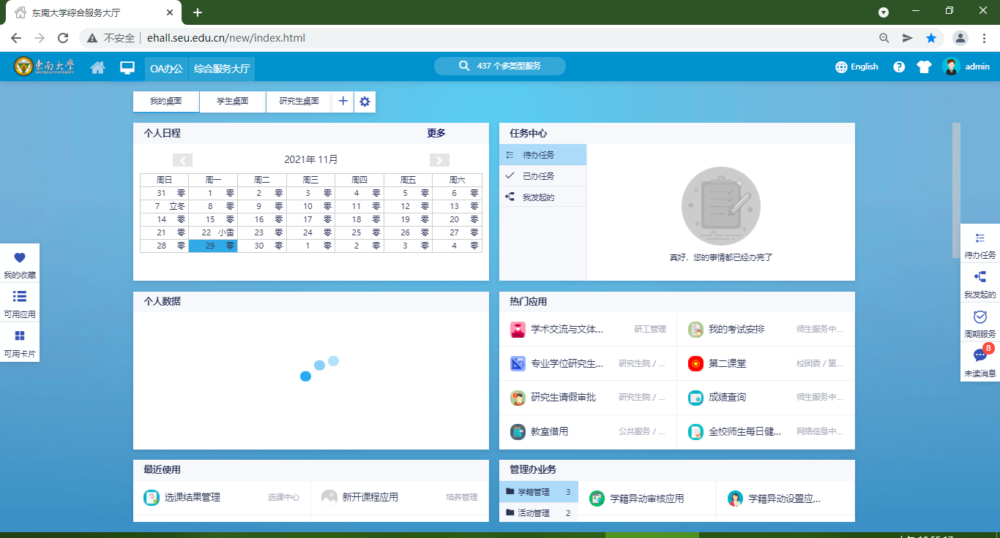 东南大学综合服务大厅
不安全 ehall.seu.edu.cn/new/index.html
東南大學 OA办公 综合服务大厅 437 个多类型服务 English admin
SOUTHEAST UNIVERSITY
我的桌面 学生桌面 研究生桌面
个人日程 更多
2021年 11月
周日 周一 周二 周三 周四 周五 周六
31 零 1 零 2 零 3 零 4 零 5 零 6 零
7 立冬 8 零 9 零 10 零 11 零 12 零 13 零
14 零 15 零 16 零 17 零 18 零 19 零 20 零
21 零 22 小雪 23 零 24 零 25 零 26 零 27 零
28 零 29 零 30 零 1 零 2 零 3 零 4 零
任务中心
待办任务
已办任务
我发起的
真好，您的事情都已经办完了
我的收藏
可用应用
可用卡片
个人数据
热门应用
学术交流与文体... 研工管理 我的考试安排 师生服务中...
专业学位研究生... 研究生院 / ... 第二课堂 校团委 / 第...
研究生请假审批 研究生院 / ... 成绩查询 师生服务中...
教室借用 公共服务 / ... 全校师生每日健... 网络信息中...
待办任务
我发起的
周期服务
8
未读消息
最近使用
选课结果管理 选课中心 新开课程应用 培养管理
管理办业务
学籍管理 3 学籍异动审核应用 学籍异动设置应...
活动管理 2